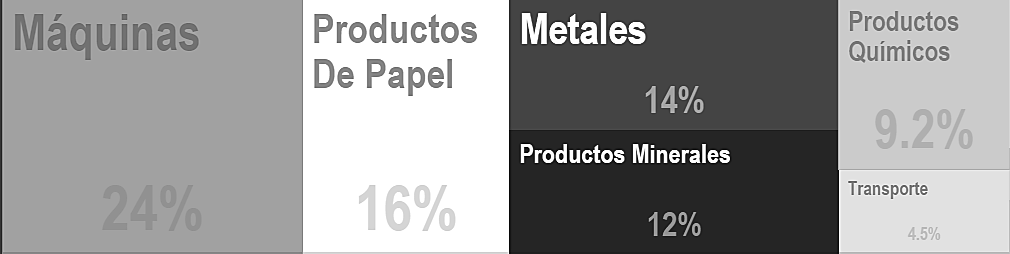 Máquinas
24%
Productos
De Papel
16%
Metales
14%
Productos Minerales
12%
Productos
Químicos
9.2%
Transporte
4.5%